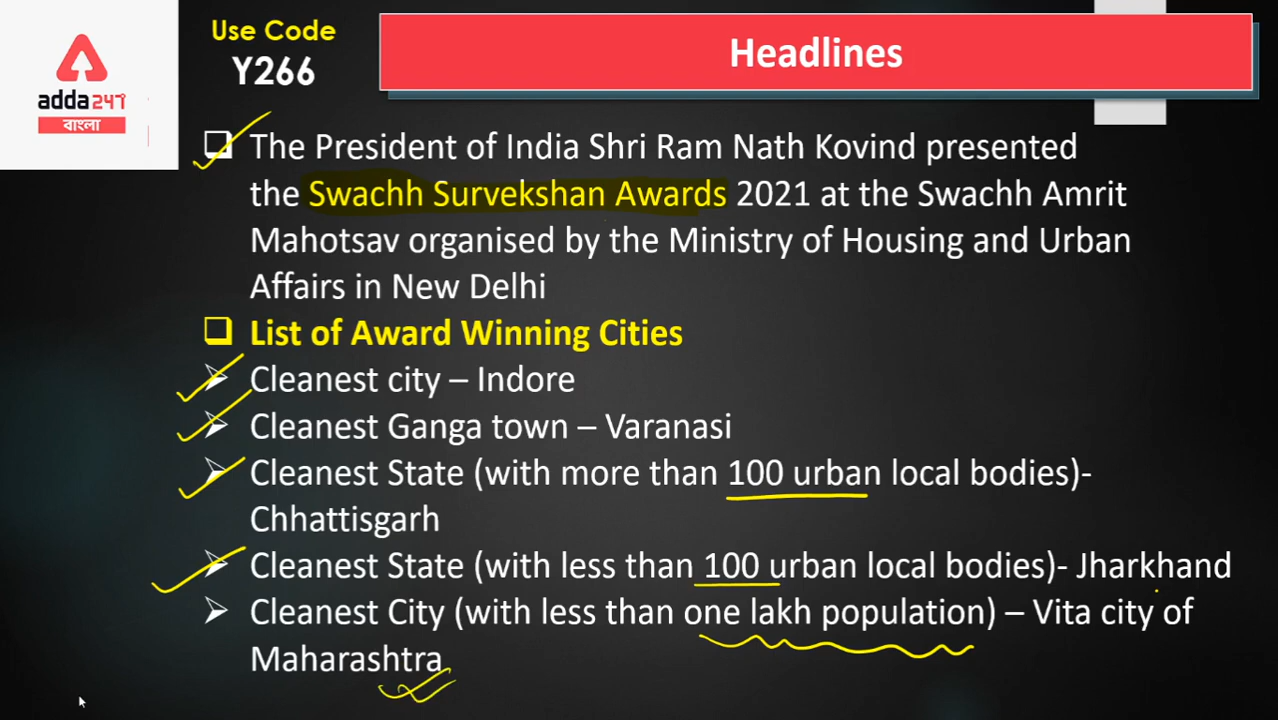 Use Code
Y266
adda247
বাংলা
Headlines
The President of India Shri Ram Nath Kovind presented
the Swachh Survekshan Awards 2021 at the Swachh Amrit
Mahotsav organised by the Ministry of Housing and Urban
Affairs in New Delhi
List of Award Winning Cities
Cleanest city – Indore
Cleanest Ganga town – Varanasi
Cleanest State (with more than 100 urban local bodies)-
Chhattisgarh
Cleanest State (with less than 100 urban local bodies)- Jharkhand
Cleanest City (with less than one lakh population) – Vita city of
Maharashtra